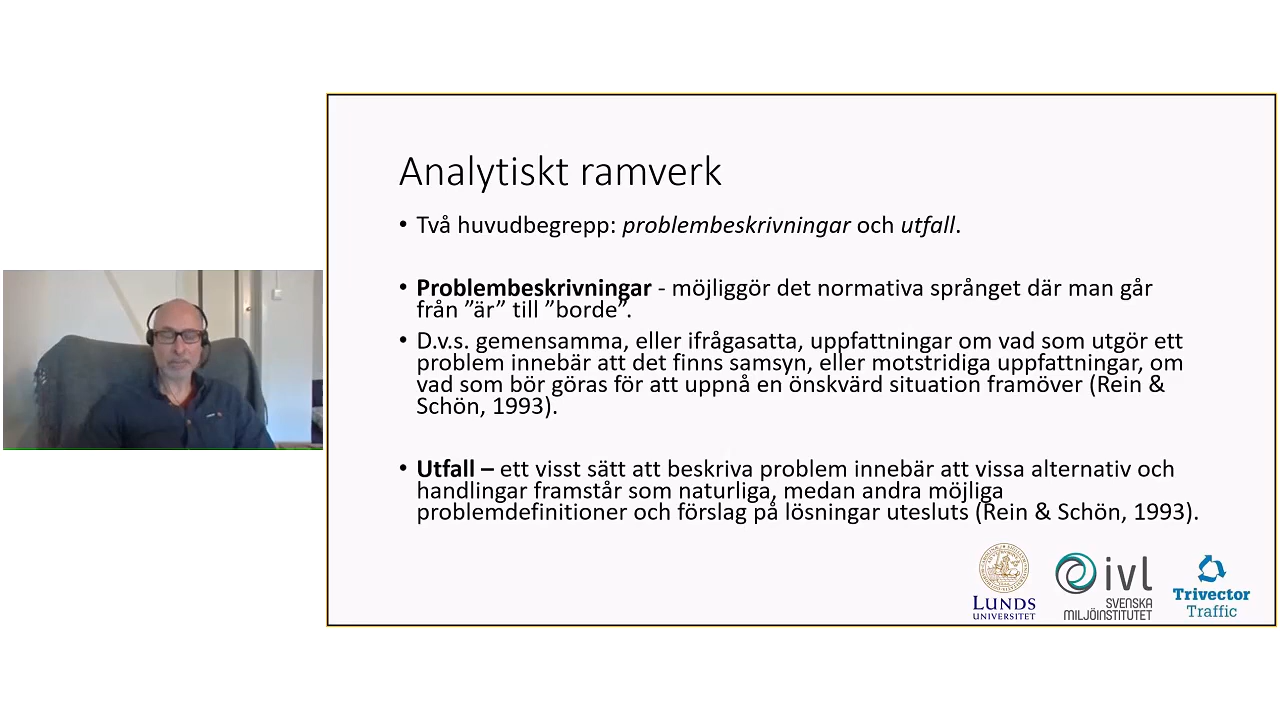 Analytiskt ramverk
• Två huvudbegrepp: problembeskrivningar och utfall.
• Problembeskrivningar - möjliggör det normativa språnget där man går
från ”är” till ”borde”.
• D.v.s. gemensamma, eller ifrågasatta, uppfattningar om vad som utgör ett
problem innebär att det finns samsyn, eller motstridiga uppfattningar, om
vad som bör göras för att uppnå en önskvärd situation framöver (Rein &
Schön, 1993).
• Utfall – ett visst sätt att beskriva problem innebär att vissa alternativ och
handlingar framstår som naturliga, medan andra möjliga
problemdefinitioner och förslag på lösningar utesluts (Rein & Schön, 1993).
LUNDS
UNIVERSITET
ivl
SVENSKA
MILJÖINSTITUTET
Trivector
Traffic